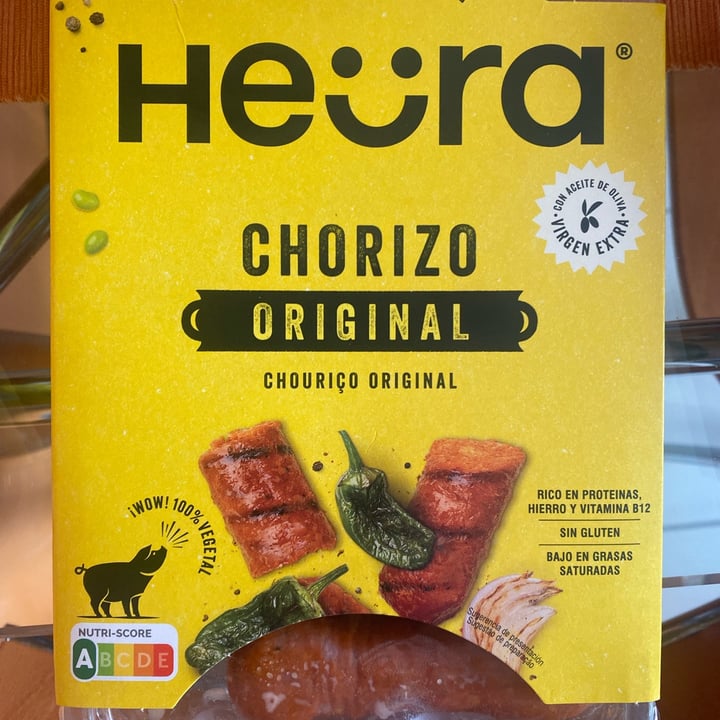 Heüra®
CON ACEITE DE OLIVA
VIRGEN EXTRA
CHORIZO
ORIGINAL
CHOURIÇO ORIGINAL
¡WOW! 100% VEGETAL
RICO EN PROTEINAS,
HIERRO Y VITAMINA B12
SIN GLUTEN
BAJO EN GRASAS
SATURADAS
Sugerencia de presentación
Sugestão de preparação
NUTRI-SCORE
A B C D E